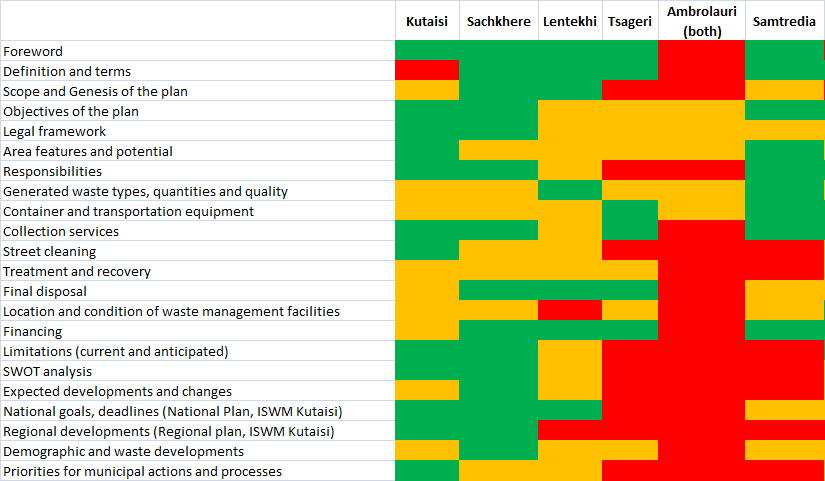 Kutaisi Sachkhere Lentekhi Tsageri Ambrolauri (both) Samtredia
Foreword
Definition and terms
Scope and Genesis of the plan
Objectives of the plan
Legal framework
Area features and potential
Responsibilities
Generated waste types, quantities and quality
Container and transportation equipment
Collection services
Street cleaning
Treatment and recovery
Final disposal
Location and condition of waste management facilities
Financing
Limitations (current and anticipated)
SWOT analysis
Expected developments and changes
National goals, deadlines (National Plan, ISWM Kutaisi)
Regional developments (Regional plan, ISWM Kutaisi)
Demographic and waste developments
Priorities for municipal actions and processes